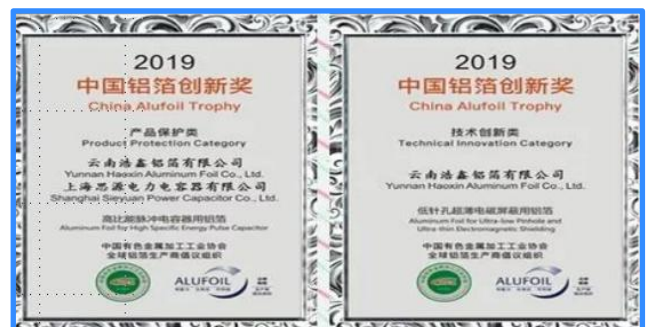 2019
中国铝箔创新奖
China Alufoil Trophy
产品保护类
Product Protection Category
云南浩鑫铝箔有限公司
Yunnan Haoxin Aluminum Foil Co., Ltd.
上海思源电力电容器有限公司
Shanghai Sieyuan Power Capacitor Co., Ltd.
高比能脉冲电容器用铝箔
Aluminum Foil for High Specific Energy Pulse Capacitor
中国有色金属加工工业协会
全球铝箔生产商倡议组织
ALUFOIL
2019
中国铝箔创新奖
China Alufoil Trophy
技术创新类
Technical Innovation Category
云南浩鑫铝箔有限公司
Yunnan Haoxin Aluminum Foil Co., Ltd.
低针孔超薄电磁屏蔽用铝箔
Aluminum Foil for Ultra-low Pinhole and
Ultra-thin Electromagnetic Shielding
中国有色金属加工工业协会
全球铝箔生产商倡议组织
ALUFOIL